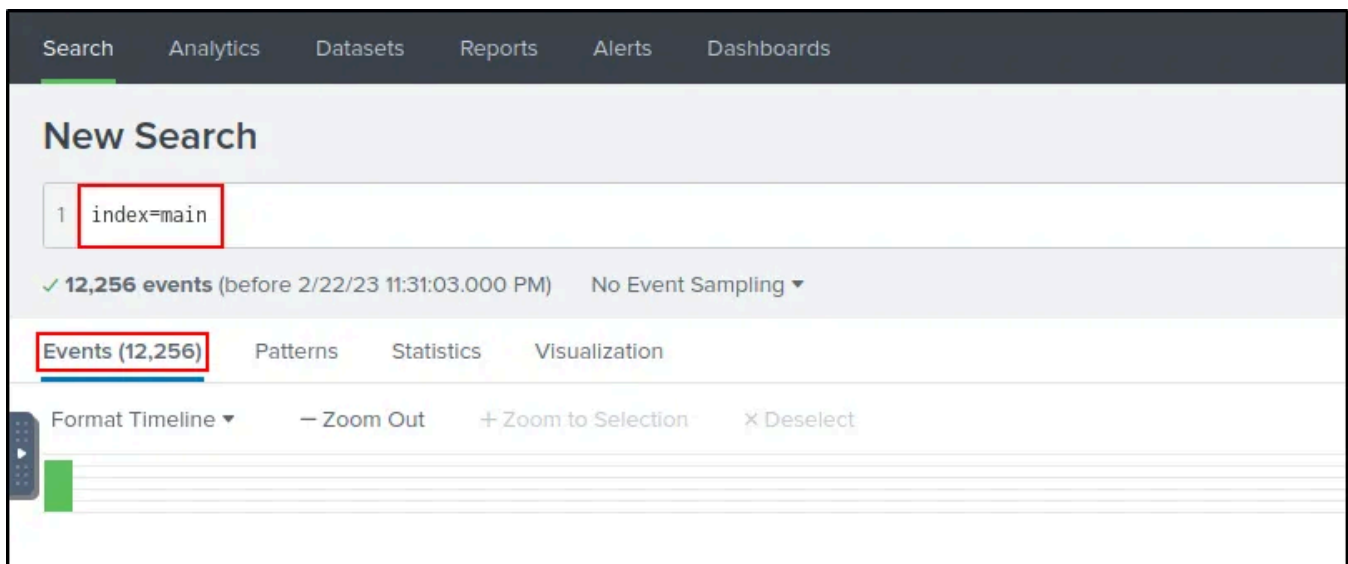 Search Analytics Datasets Reports Alerts Dashboards
New Search
1 index=main
✓ 12,256 events (before 2/22/23 11:31:03.000 PM) No Event Sampling ▾
Events (12,256) Patterns Statistics Visualization
Format Timeline ▾ — Zoom Out + Zoom to Selection × Deselect